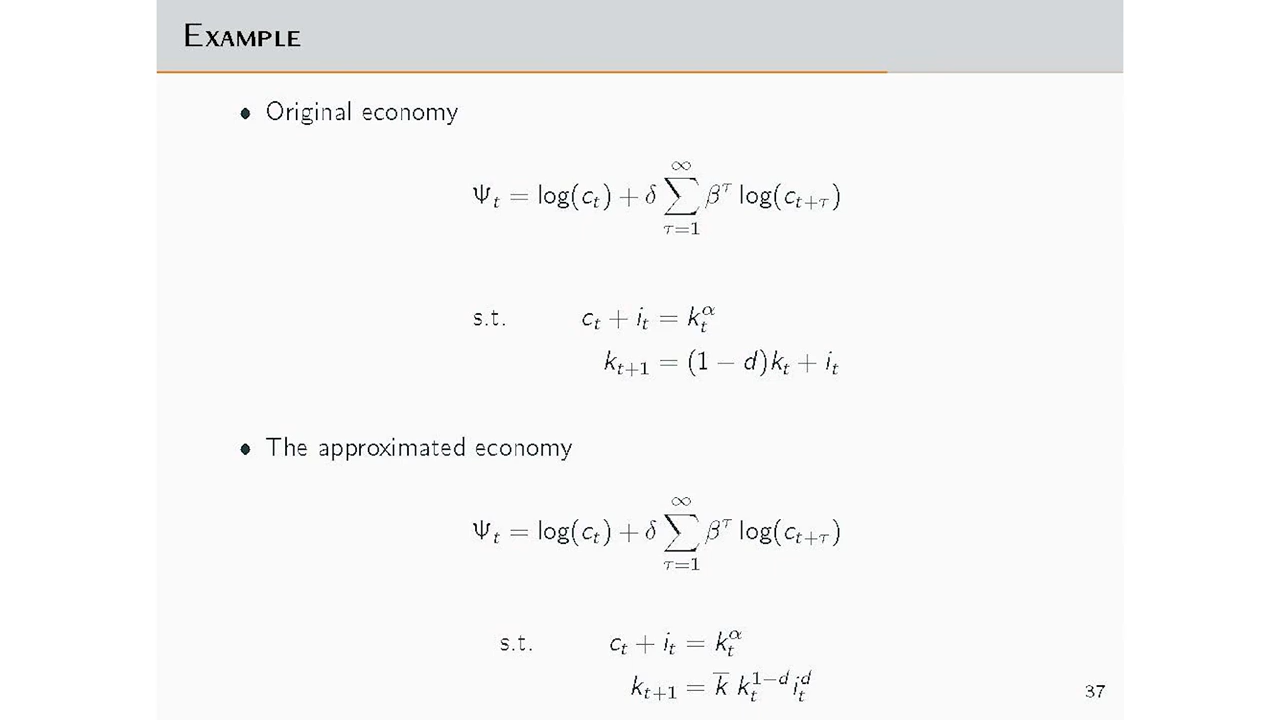 EXAMPLE
• Original economy
Ψ_t = log(c_t) + δ ∑_{τ=1}^{∞} β^τ log(c_{t+τ})
s.t. c_t + i_t = k_t^α
k_{t+1} = (1 − d)k_t + i_t
• The approximated economy
Ψ_t = log(c_t) + δ ∑_{τ=1}^{∞} β^τ log(c_{t+τ})
s.t. c_t + i_t = k_t^α
k_{t+1} = k̅ k_t^{1−d} i_t^d
37